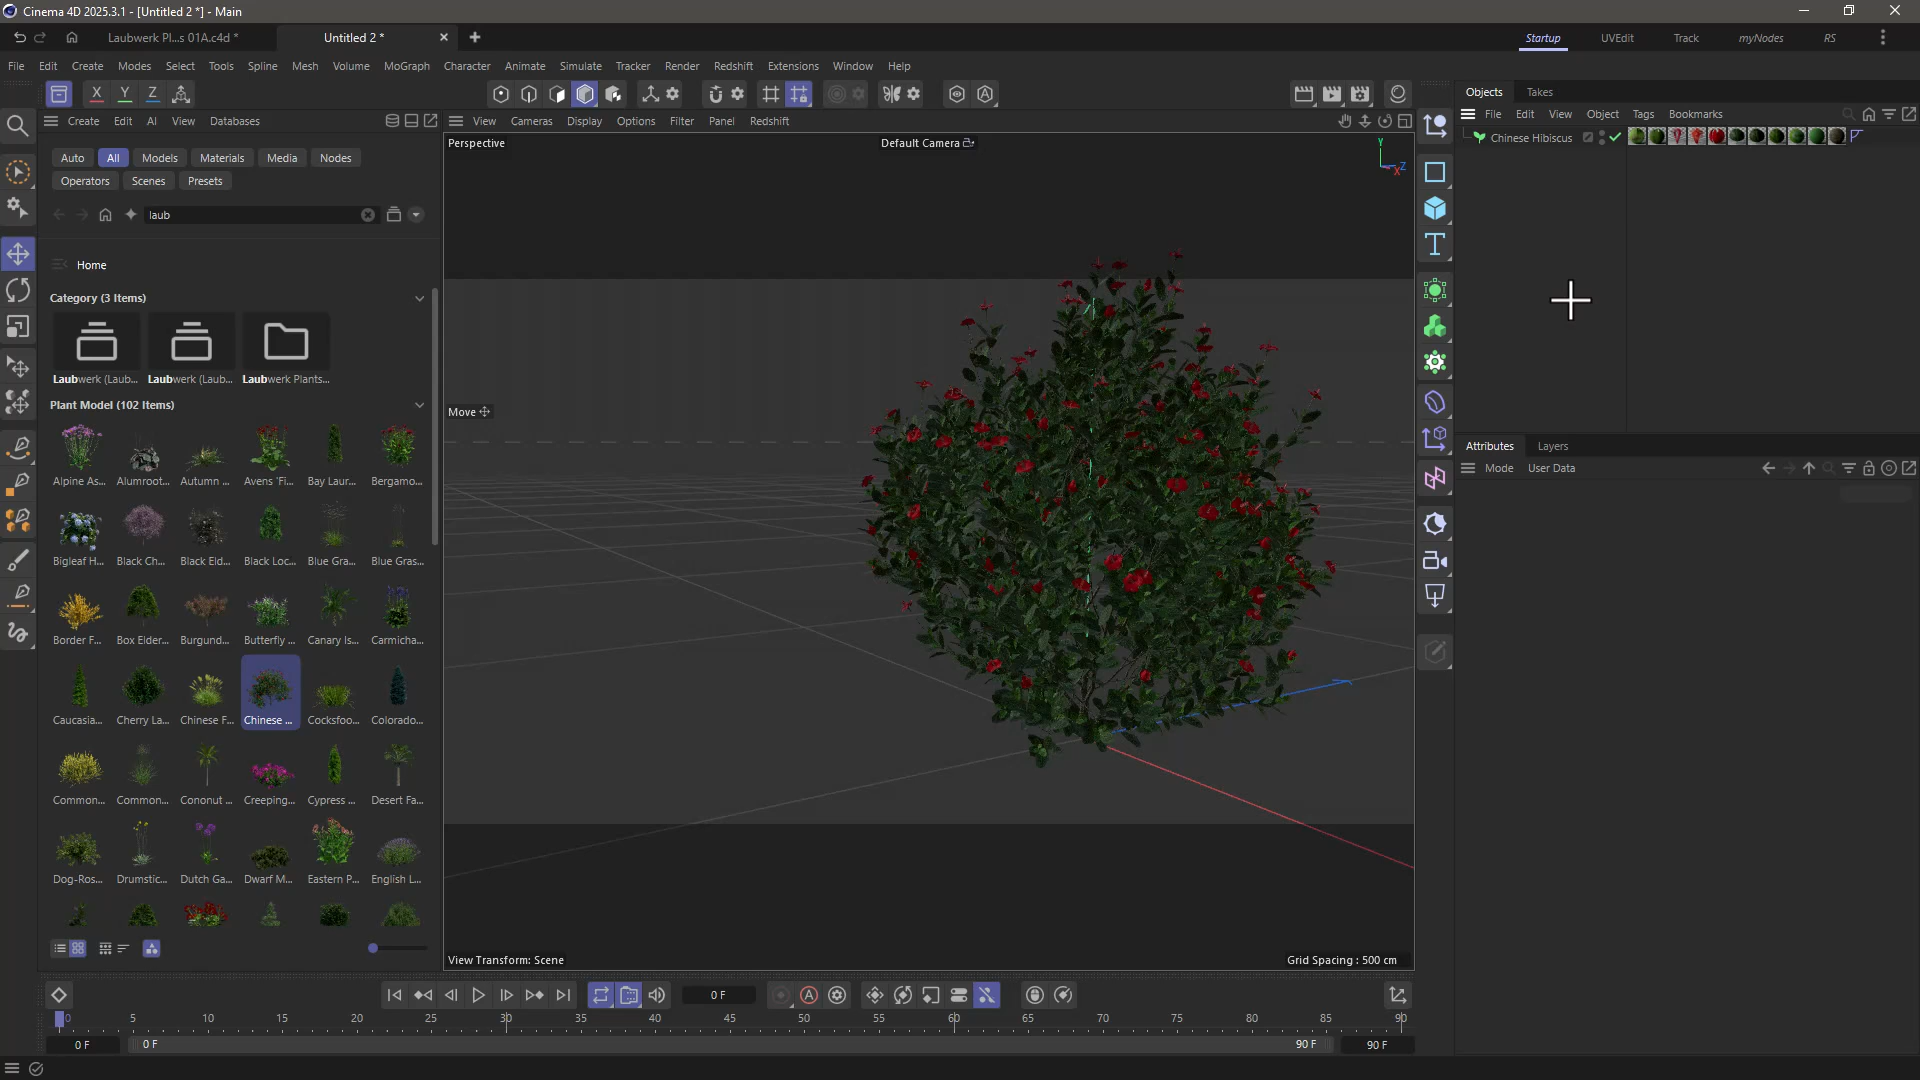 Cinema 4D 2025.3.1 - [Untitled 2 *] - Main
Laubwerk Pl...s 01A.c4d *
Untitled 2 *
Startup
UVEdit
Track
myNodes
RS
File Edit Create Modes Select Tools Spline Mesh Volume MoGraph Character Animate Simulate Tracker Render Redshift Extensions Window Help
X Y Z
Objects Takes
Create Edit AI View Databases
View Cameras Display Options Filter Panel Redshift
File Edit View Object Tags Bookmarks
Perspective
Default Camera
Y
Z
X
Chinese Hibiscus
Auto All Models Materials Media Nodes
Operators Scenes Presets
laub
Home
Category (3 Items)
Laubwerk (Laub... Laubwerk (Laub... Laubwerk Plants...
Plant Model (102 Items)
Move
Alpine As... Alumroot... Autumn ... Avens 'Fi... Bay Laur... Bergamo...
Bigleaf H... Black Ch... Black Eld... Black Loc... Blue Gra... Blue Gras...
Border F... Box Elder... Burgund... Butterfly ... Canary Is... Carmicha...
Caucasia... Cherry La... Chinese F... Chinese ... Cocksfoo... Colorado...
Common... Common... Cononut ... Creeping... Cypress ... Desert Fa...
Dog-Ros... Drumstic... Dutch Ga... Dwarf M... Eastern P... English L...
Attributes Layers
Mode User Data
View Transform: Scene
Grid Spacing : 500 cm
0 F
0 5 10 15 20 25 30 35 40 45 50 55 60 65 70 75 80 85 90
0 F
0 F
90 F
90 F